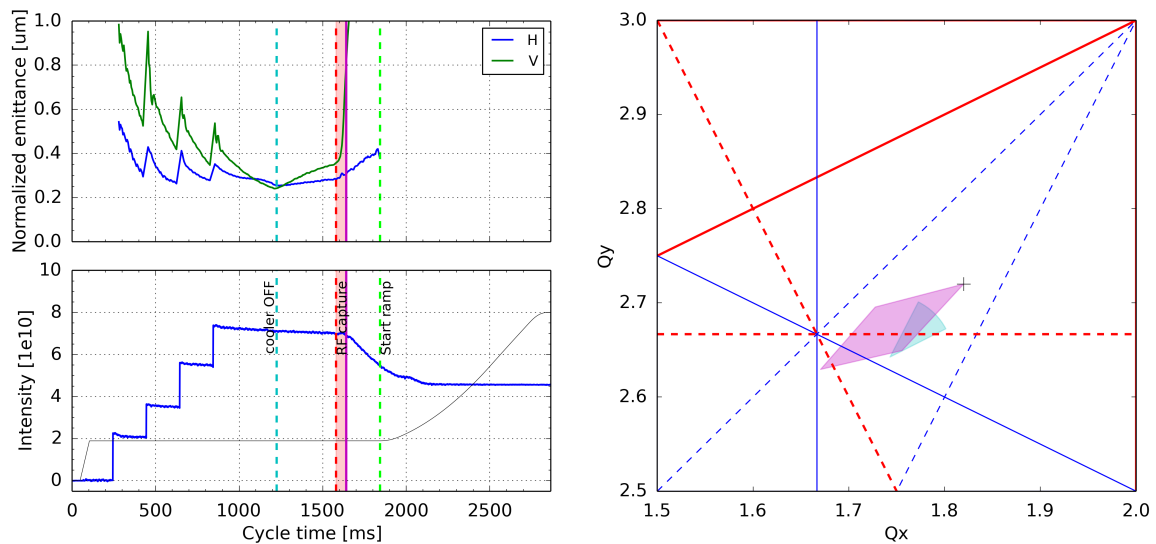 Normalized emittance [um]
1.0
0.8
0.6
0.4
0.2
0.0
H
V
Intensity [1e10]
10
8
6
4
2
0
cooler OFF
RF capture
Start ramp
0 500 1000 1500 2000 2500
Cycle time [ms]
Qy
3.0
2.9
2.8
2.7
2.6
2.5
1.5 1.6 1.7 1.8 1.9 2.0
Qx